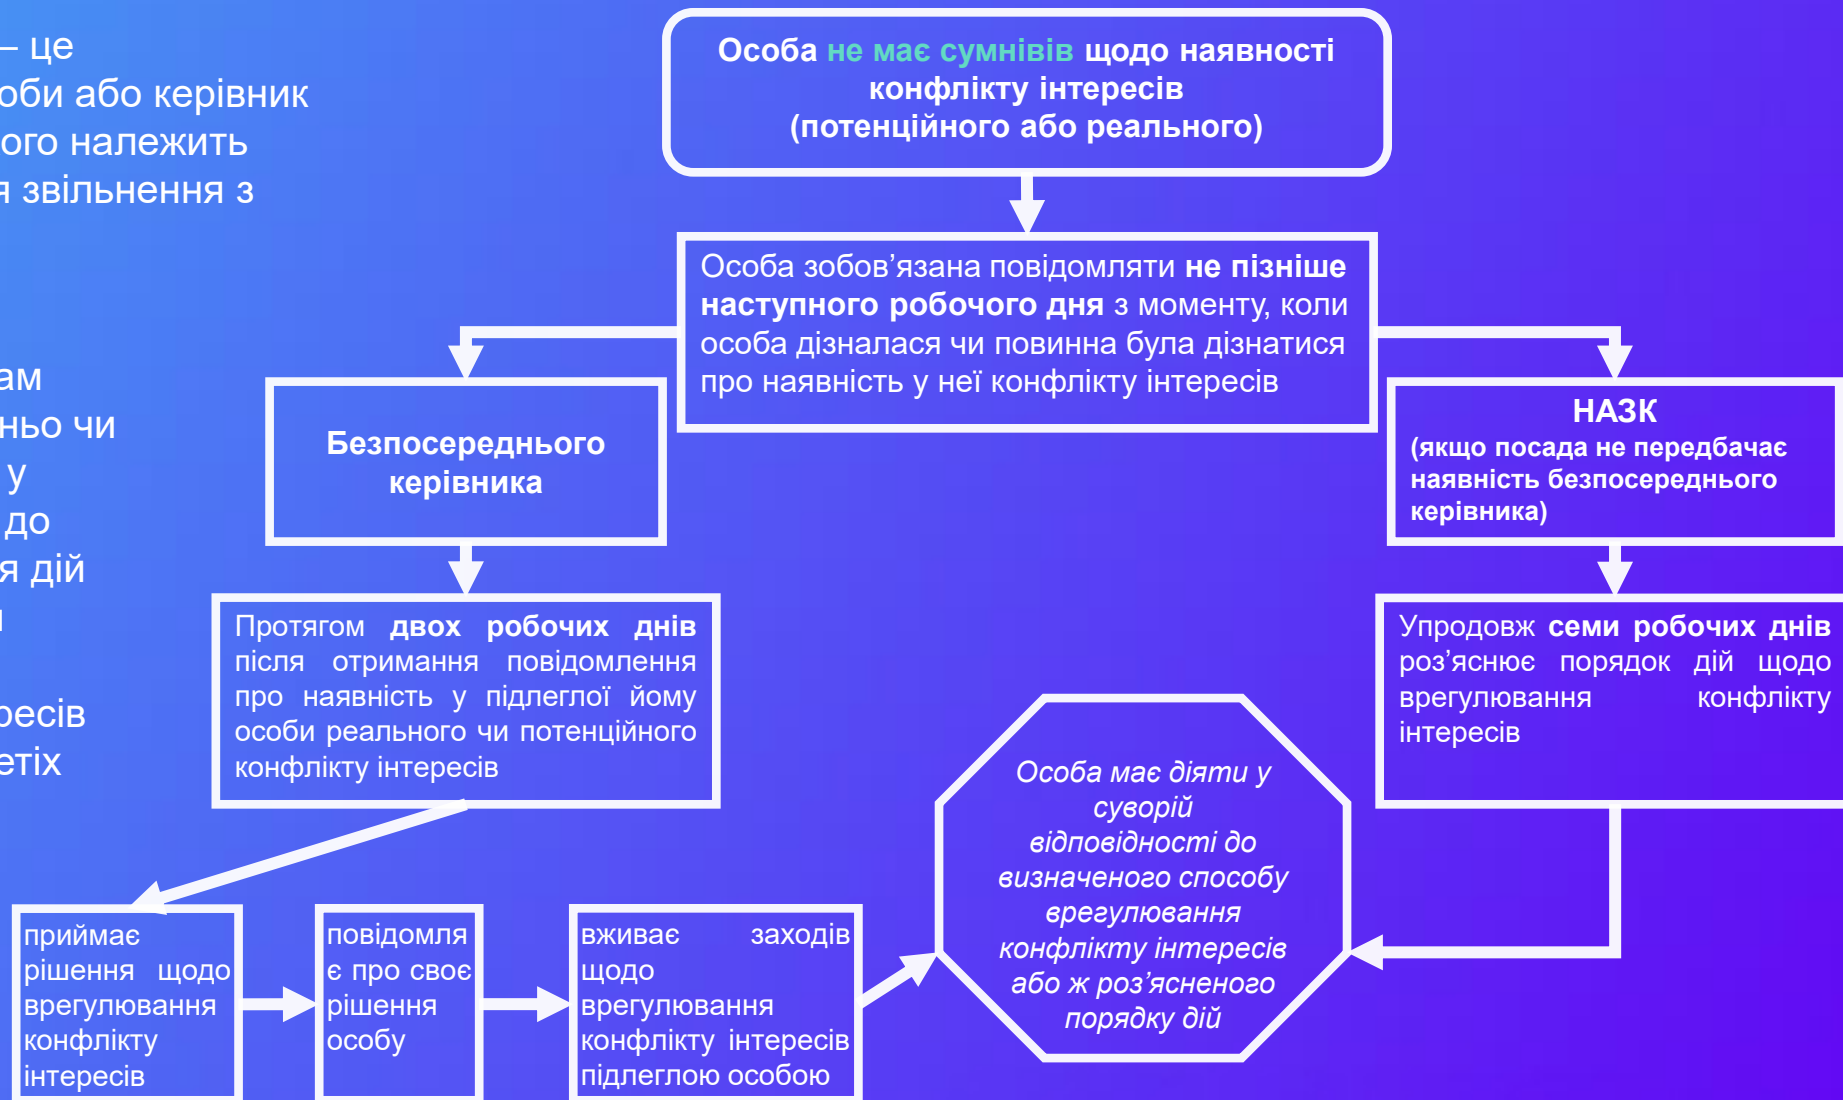 – це
оби або керівник
ого належить
я звільнення з
ам
ньо чи
у
до
я дій
ресів
етіх
Особа не має сумнівів щодо наявності
конфлікту інтересів
(потенційного або реального)
Особа зобов’язана повідомляти не пізніше
наступного робочого дня з моменту, коли
особа дізналася чи повинна була дізнатися
про наявність у неї конфлікту інтересів
Безпосереднього
керівника
НАЗК
(якщо посада не передбачає
наявність безпосереднього
керівника)
Протягом двох робочих днів
після отримання повідомлення
про наявність у підлеглої йому
особи реального чи потенційного
конфлікту інтересів
Упродовж семи робочих днів
роз’яснює порядок дій щодо
врегулювання конфлікту
інтересів
приймає
рішення щодо
врегулювання
конфлікту
інтересів
повідомля
є про своє
рішення
особу
вживає заходів
щодо
врегулювання
конфлікту інтересів
підлеглою особою
Особа має діяти у
суворій
відповідності до
визначеного способу
врегулювання
конфлікту інтересів
або ж роз’ясненого
порядку дій